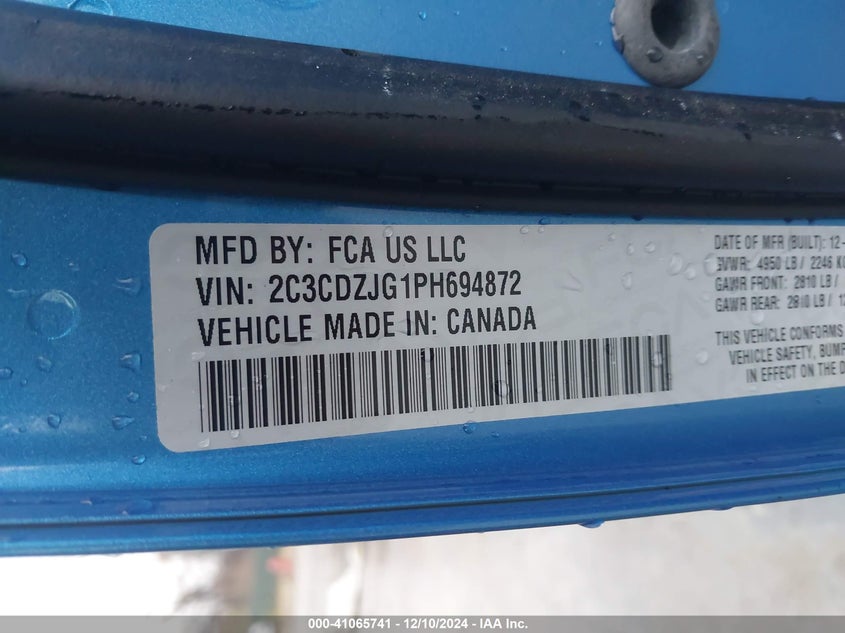 MFD BY: FCA US LLC
VIN: 2C3CDZJG1PH694872
VEHICLE MADE IN: CANADA
DATE OF MFR (BUILT): 12-
GVWR: 4950 LB / 2246 KG
GAWR FRONT: 2810 LB /
GAWR REAR: 2810 LB / 12
THIS VEHICLE CONFORMS
VEHICLE SAFETY, BUMP
IN EFFECT ON THE D
000-41065741 - 12/10/2024 - IAA Inc.